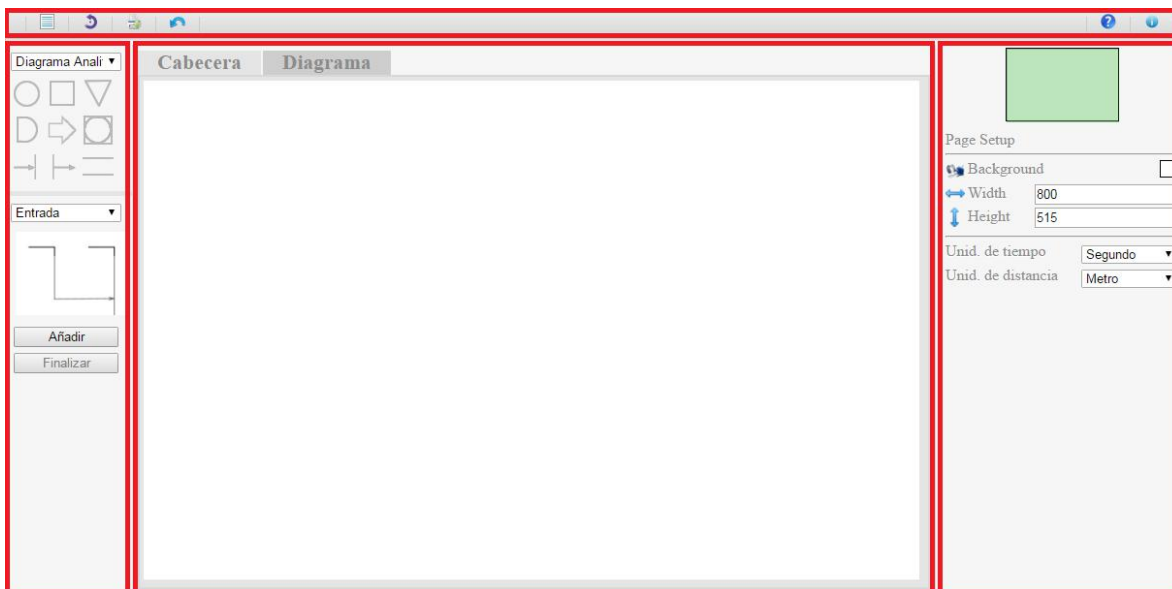 Diagrama Anali
Entrada
Añadir
Finalizar
Cabecera Diagrama
Page Setup
Background
Width 800
Height 515
Unid. de tiempo Segundo
Unid. de distancia Metro